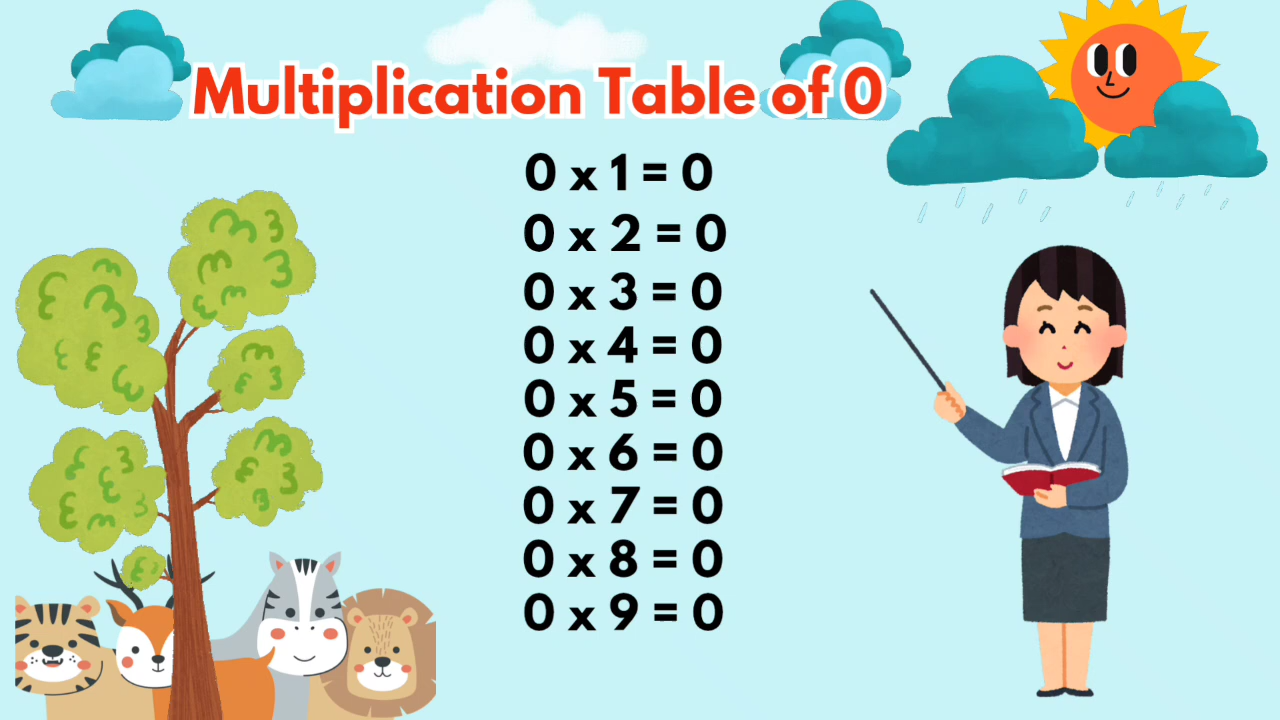 Multiplication Table of 0
0 x 1 = 0
0 x 2 = 0
0 x 3 = 0
0 x 4 = 0
0 x 5 = 0
0 x 6 = 0
0 x 7 = 0
0 x 8 = 0
0 x 9 = 0